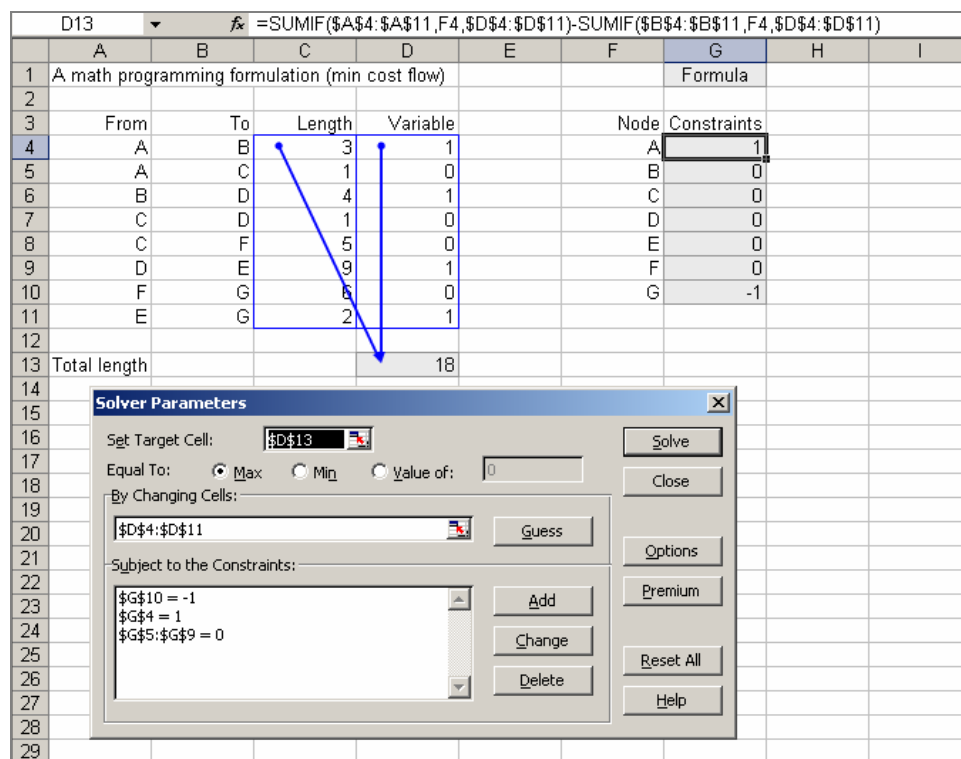 D13 fx =SUMIF($A$4:$A$11,F4,$D$4:$D$11)-SUMIF($B$4:$B$11,F4,$D$4:$D$11)
A B C D E F G H I
1 A math programming formulation (min cost flow) Formula
2
3 From To Length Variable Node Constraints
4 A B 3 1 A 1
5 A C 1 0 B 0
6 B D 4 1 C 0
7 C D 1 0 D 0
8 C F 5 0 E 0
9 D E 9 1 F 0
10 F G 6 0 G -1
11 E G 2 1
12
13 Total length 18
14
15 Solver Parameters
16 Set Target Cell: $D$13 Solve
17 Equal To: Max Min Value of: 0
18 Close
19 By Changing Cells:
20 $D$4:$D$11 Guess
21 Subject to the Constraints: Options
22 $G$10 = -1 Premium
23 $G$4 = 1 Add
24 $G$5:$G$9 = 0 Change
25 Reset All
26 Delete
27 Help
28
29